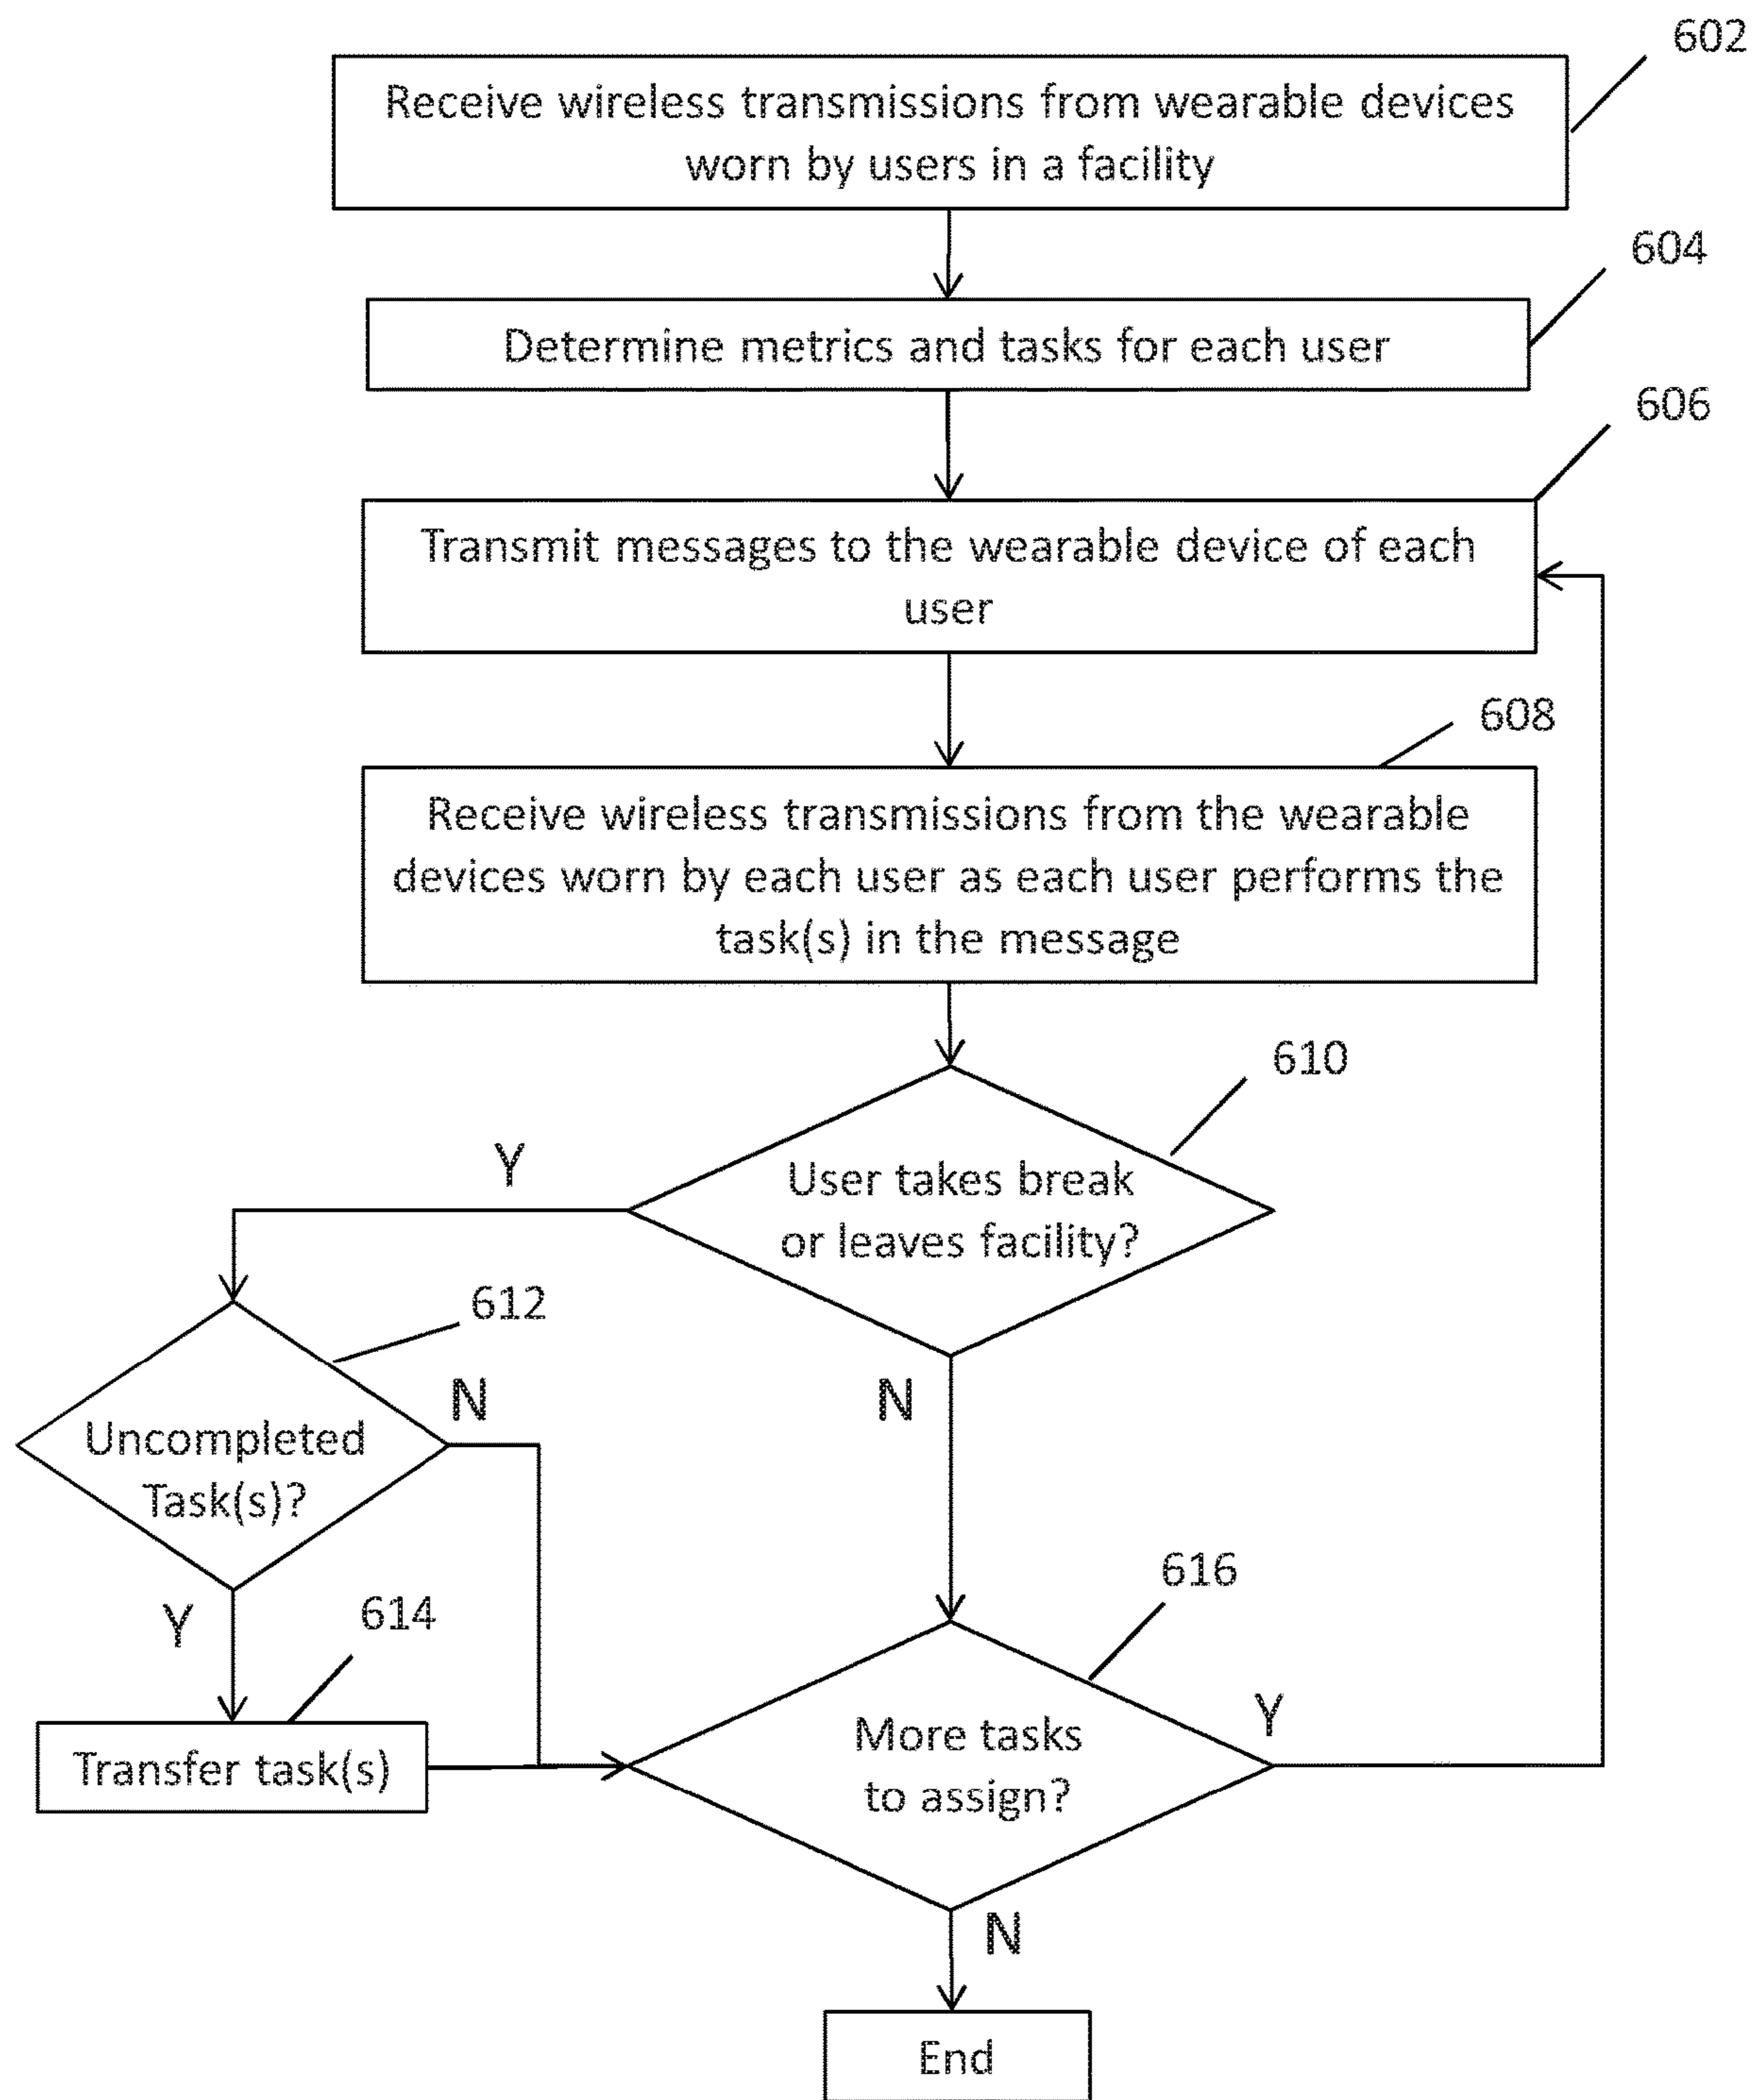 602
Receive wireless transmissions from wearable devices
worn by users in a facility
604
Determine metrics and tasks for each user
606
Transmit messages to the wearable device of each
user
608
Receive wireless transmissions from the wearable
devices worn by each user as each user performs the
task(s) in the message
610
Y
User takes break
or leaves facility?
612
N
N
Uncompleted
Task(s)?
616
Y
614
Y
More tasks
to assign?
Transfer task(s)
N
End